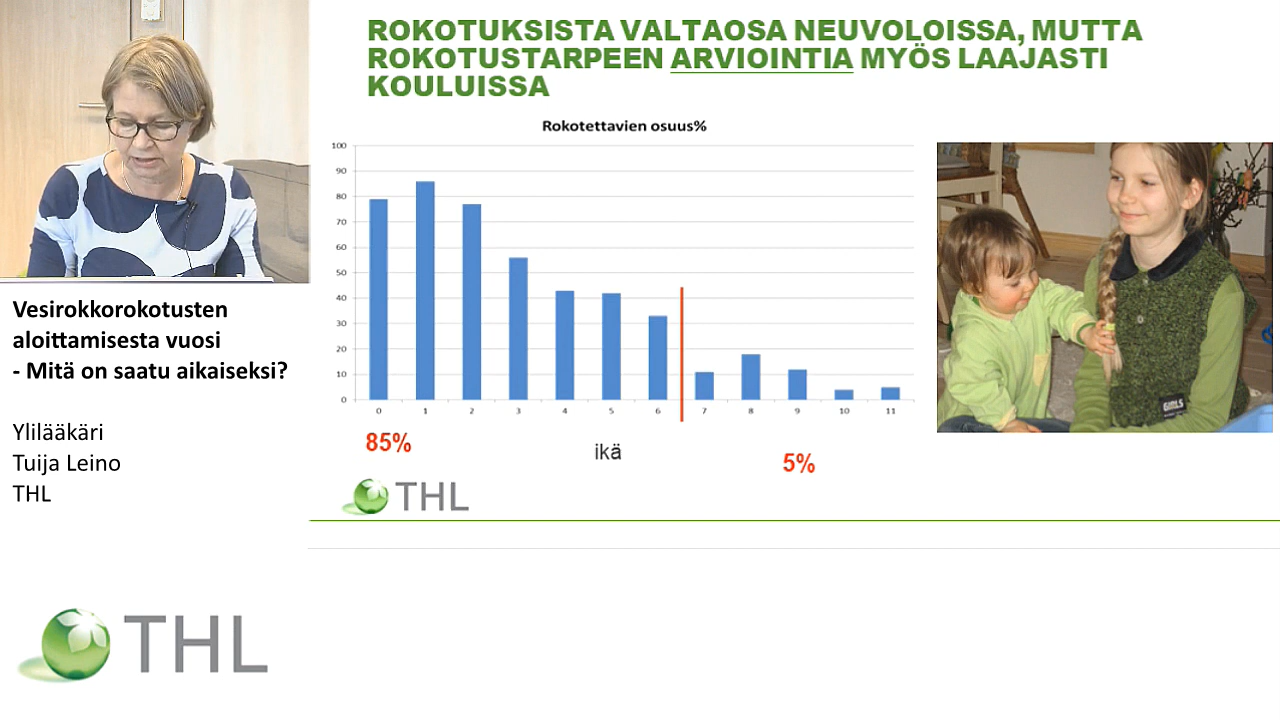 ROKOTUKSISTA VALTAOSA NEUVOLOISSA, MUTTA
ROKOTUSTARPEEN ARVIOINTIA MYÖS LAAJASTI
KOULUISSA
Rokotettavien osuus%
100
90
80
70
60
50
40
30
20
10
0
0 1 2 3 4 5 6 7 8 9 10 11
85%
ikä
5%
THL
GIRLS
Vesirokkorokotusten
aloittamisesta vuosi
- Mitä on saatu aikaiseksi?
Ylilääkäri
Tuija Leino
THL
THL